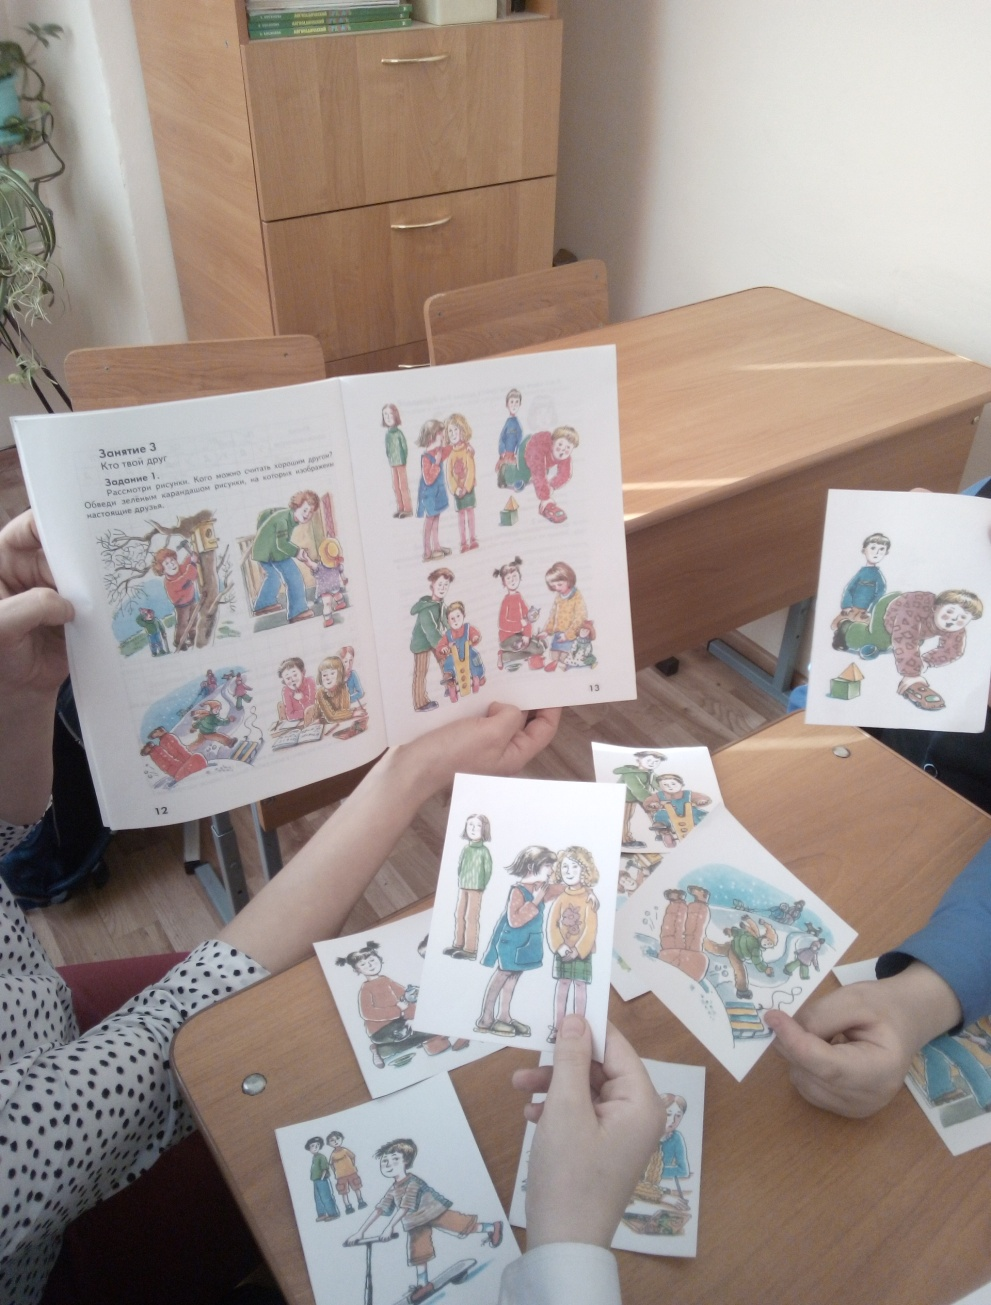 Занятие 3
Кто твой друг
Задание 1.
Рассмотри рисунки. Кого можно считать хорошим другом?
Обведи зелёным карандашом рисунки, на которых изображены
настоящие друзья.
12
13